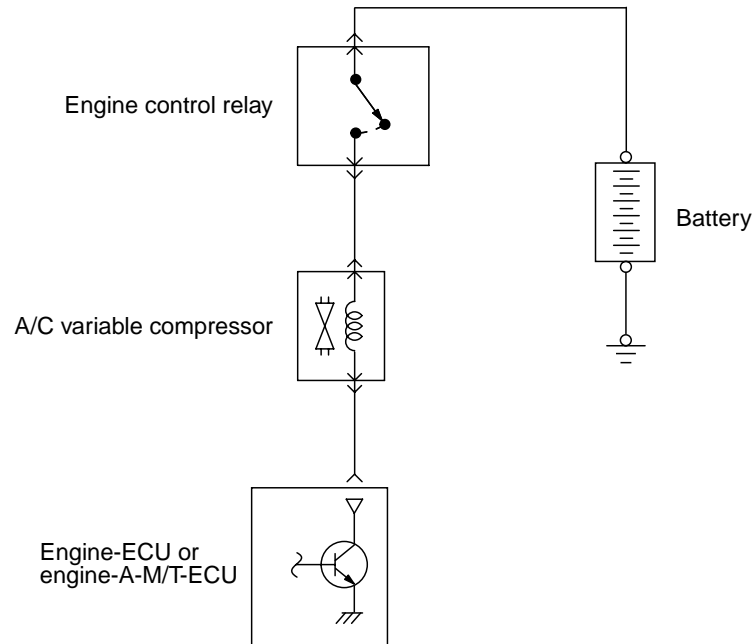 Engine control relay
Battery
A/C variable compressor
Engine-ECU or
engine-A-M/T-ECU